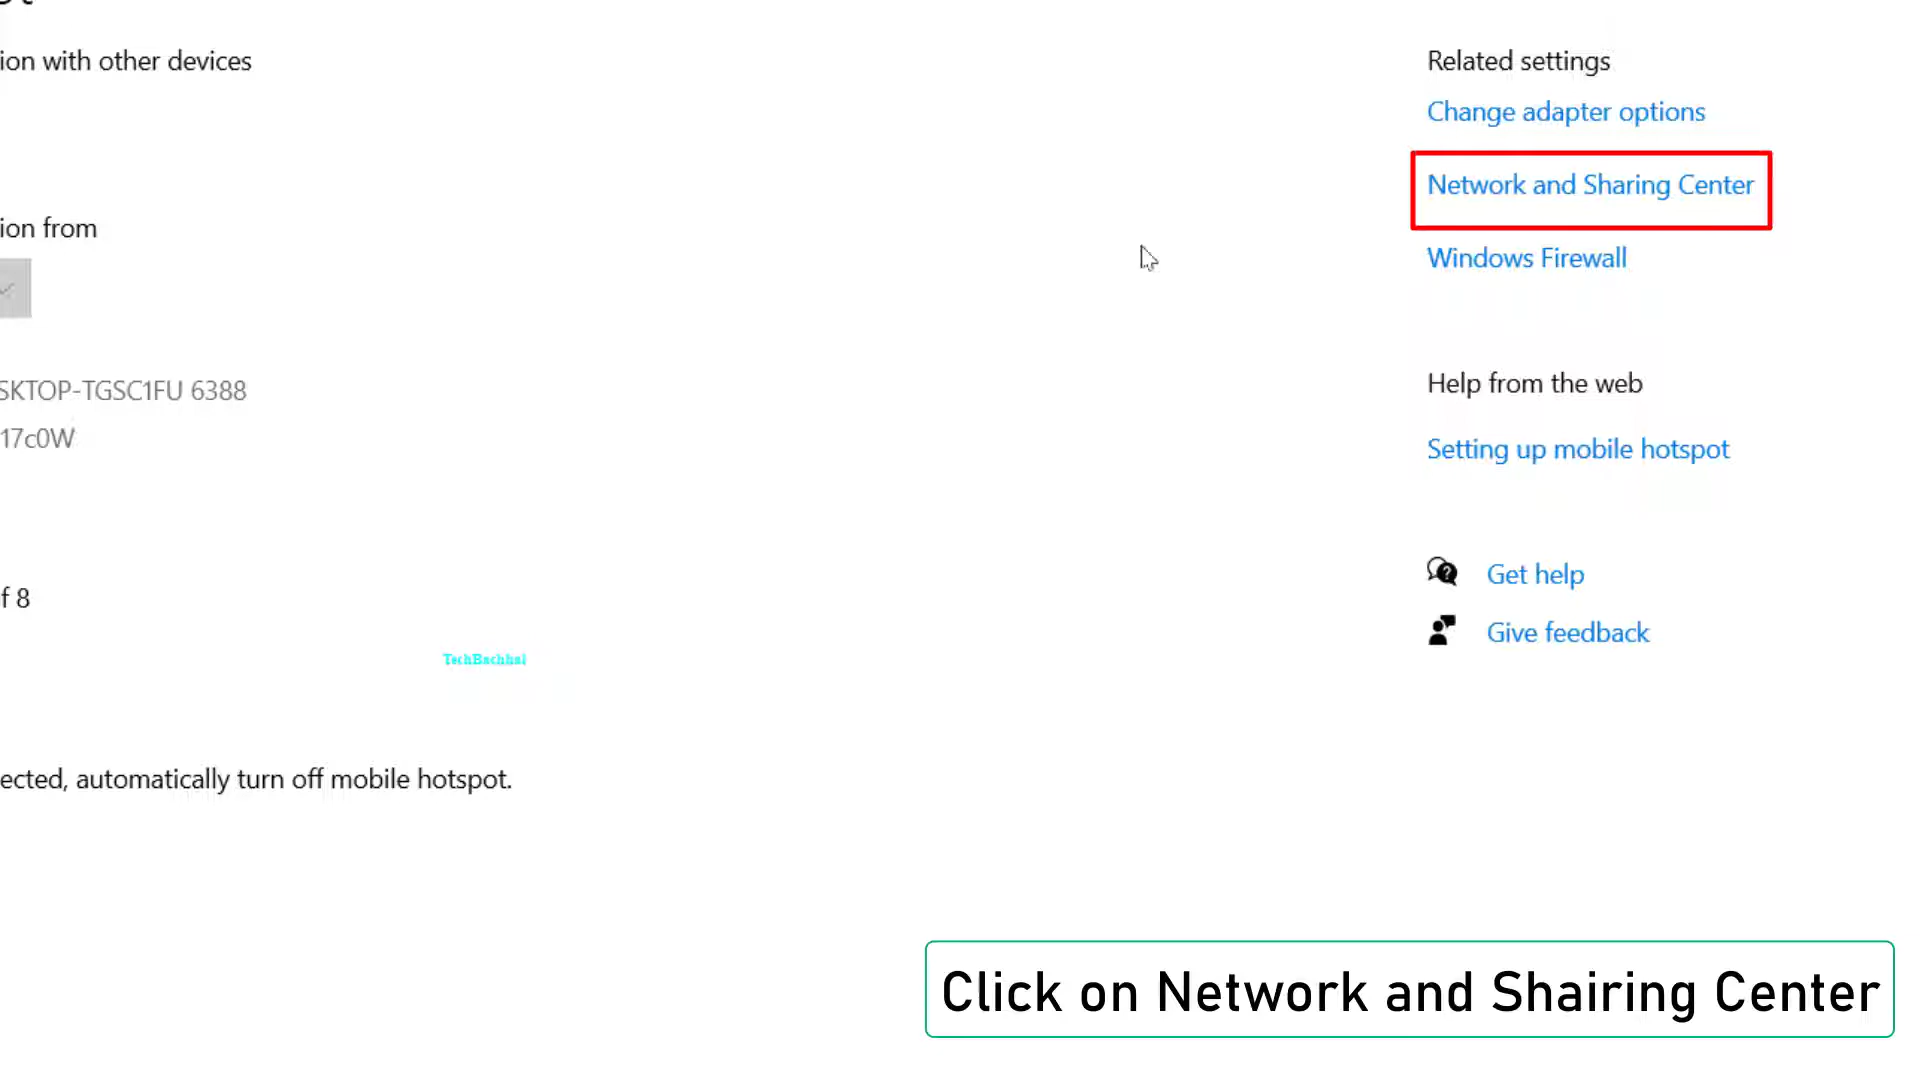 ion with other devices
ion from
SKTOP-TGSC1FU 6388
17c0W
f 8
TechBachhal
ected, automatically turn off mobile hotspot.
Related settings
Change adapter options
Network and Sharing Center
Windows Firewall
Help from the web
Setting up mobile hotspot
Get help
Give feedback
Click on Network and Shairing Center